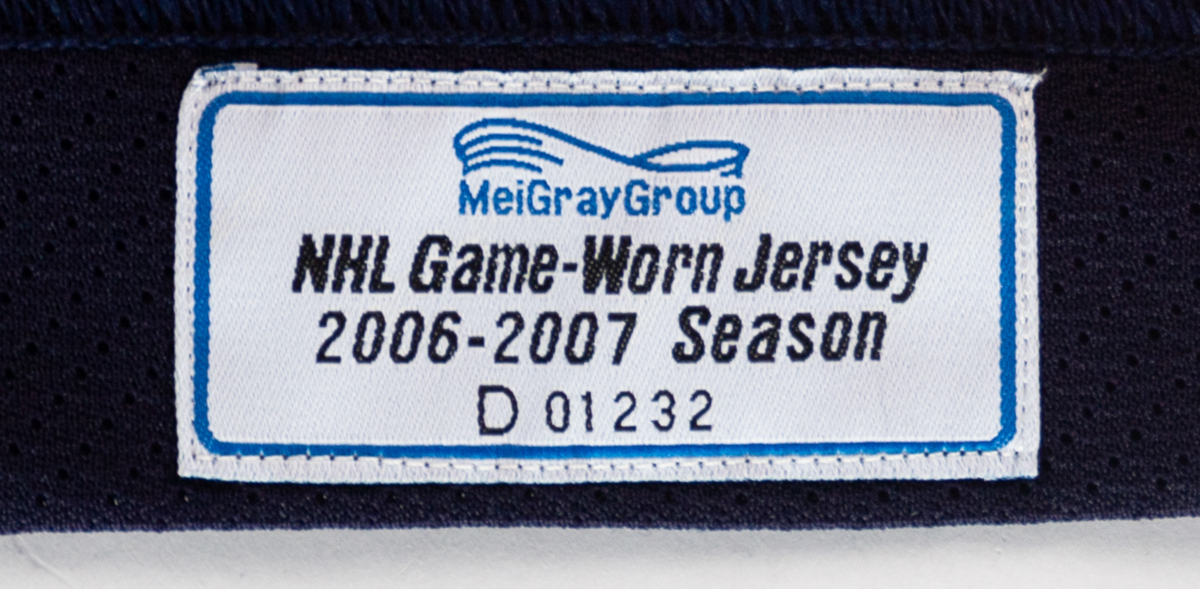 MeiGrayGroup
NHL Game-Worn Jersey
2006-2007 Season
D 01232